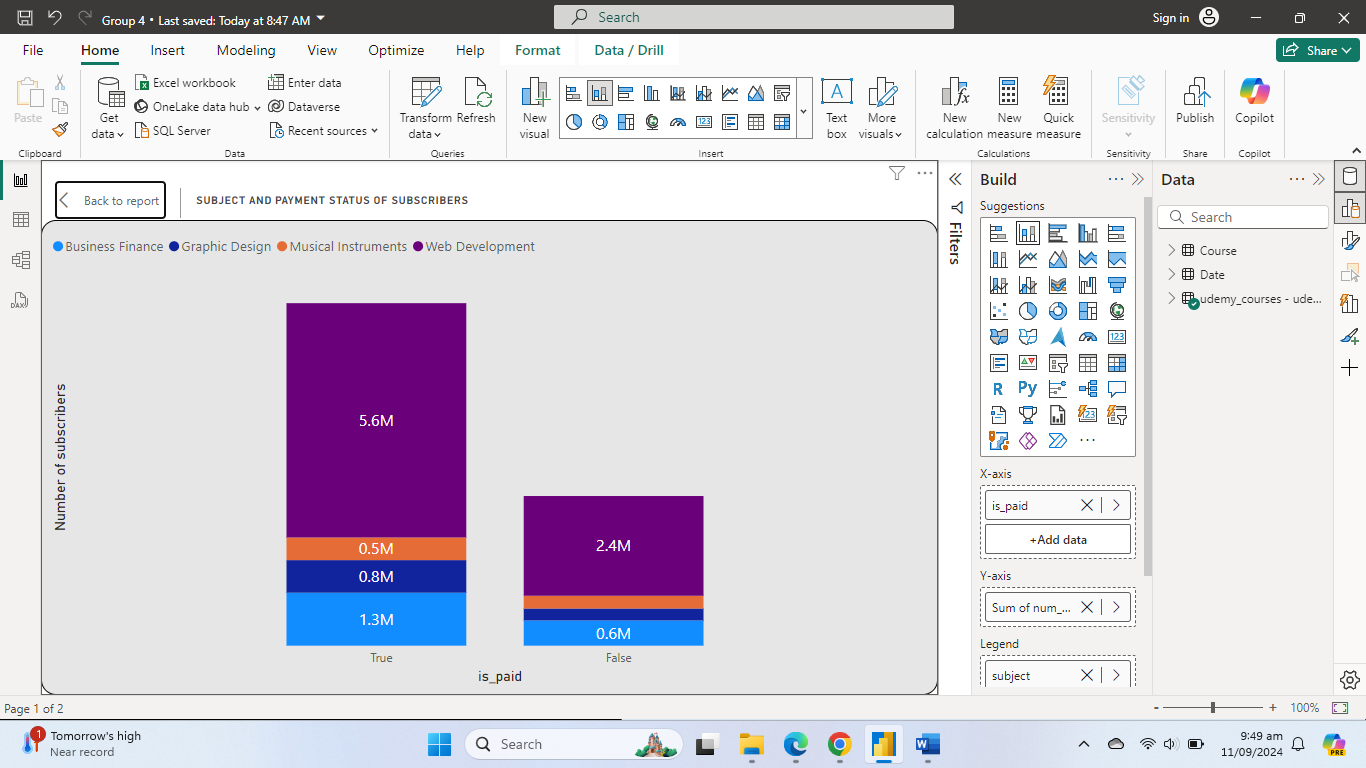 Group 4 • Last saved: Today at 8:47 AM
Search
Sign in
File Home Insert Modeling View Optimize Help Format Data / Drill
Share
Paste
Clipboard
Get data
Excel workbook
OneLake data hub
SQL Server
Enter data
Dataverse
Recent sources
Data
Transform data
Refresh
Queries
New visual
123
A
Text box
More visuals
Insert
New calculation
New measure
Quick measure
Calculations
Sensitivity
Sensitivity
Publish
Share
Copilot
Copilot
DAX
Back to report
SUBJECT AND PAYMENT STATUS OF SUBSCRIBERS
Business Finance Graphic Design Musical Instruments Web Development
Number of subscribers
5.6M
0.5M
0.8M
1.3M
2.4M
0.6M
True False
is_paid
Filters
Build
Suggestions
123
R Py
123
X-axis
is_paid
+Add data
Y-axis
Sum of num_...
Legend
subject
Data
Search
Course
Date
udemy_courses - ude...
Page 1 of 2
- + 100%
1
Tomorrow's high
Near record
Search
9:49 am
11/09/2024
PRE